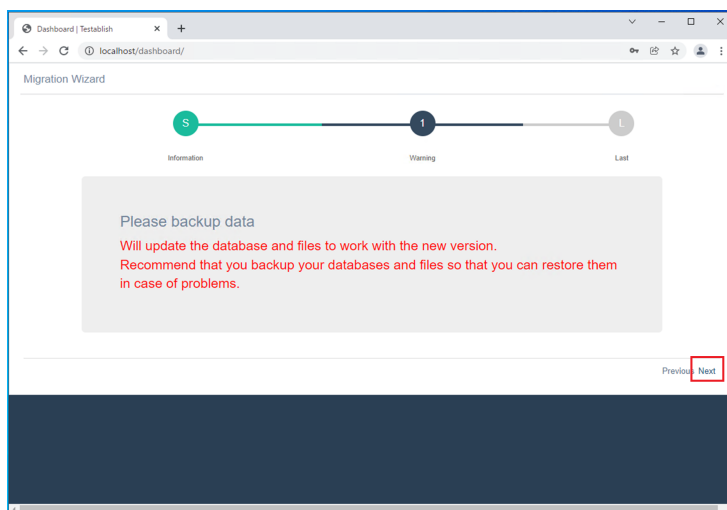 Dashboard | Testablish
localhost/dashboard/
Migration Wizard
S
1
L
Information
Warning
Last
Please backup data
Will update the database and files to work with the new version.
Recommend that you backup your databases and files so that you can restore them
in case of problems.
Previous Next